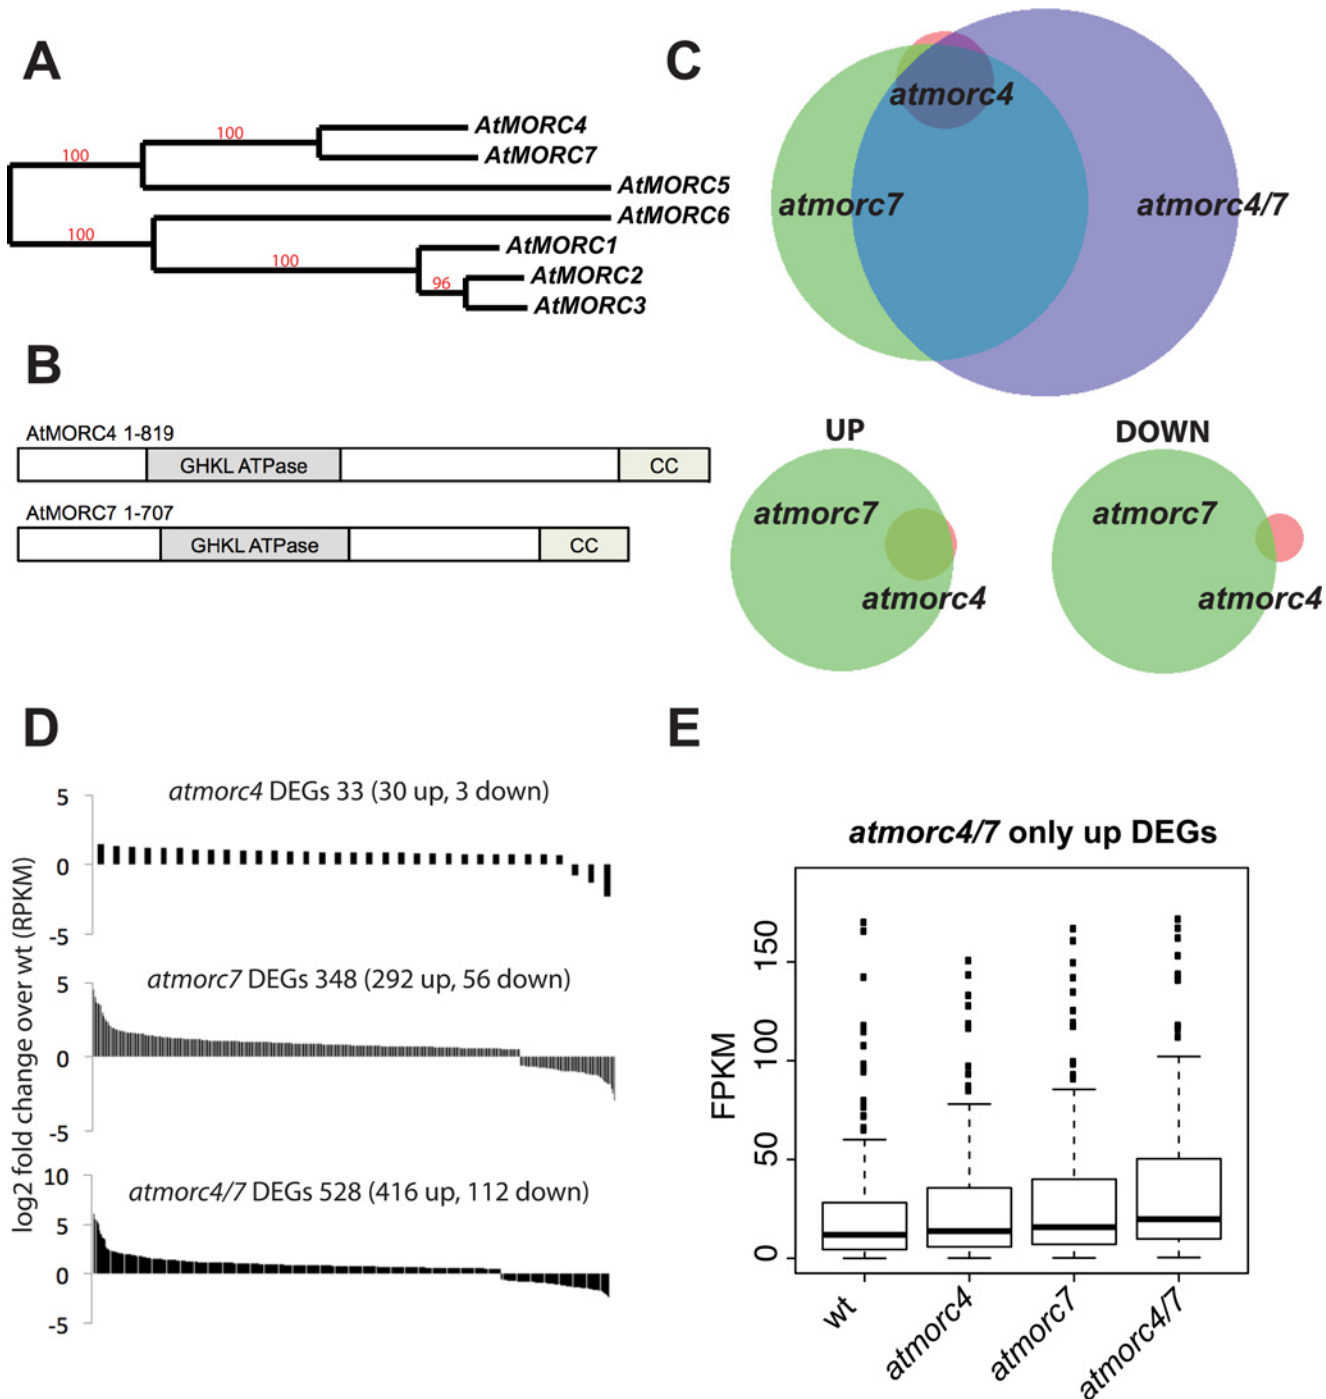 A
100
100
AtMORC4
AtMORC7
AtMORC5
AtMORC6
100
100
AtMORC1
96
AtMORC2
AtMORC3
B
AtMORC4 1-819
GHKL ATPase
CC
AtMORC7 1-707
GHKL ATPase
CC
C
atmorc4
atmorc7
atmorc4/7
UP
DOWN
atmorc7
atmorc4
atmorc7
atmorc4
D
log2 fold change over wt (RPKM)
atmorc4 DEGs 33 (30 up, 3 down)
5
0
-5
atmorc7 DEGs 348 (292 up, 56 down)
5
0
-5
atmorc4/7 DEGs 528 (416 up, 112 down)
10
5
0
-5
E
atmorc4/7 only up DEGs
FPKM
150
100
50
0
wt
atmorc4
atmorc7
atmorc4/7